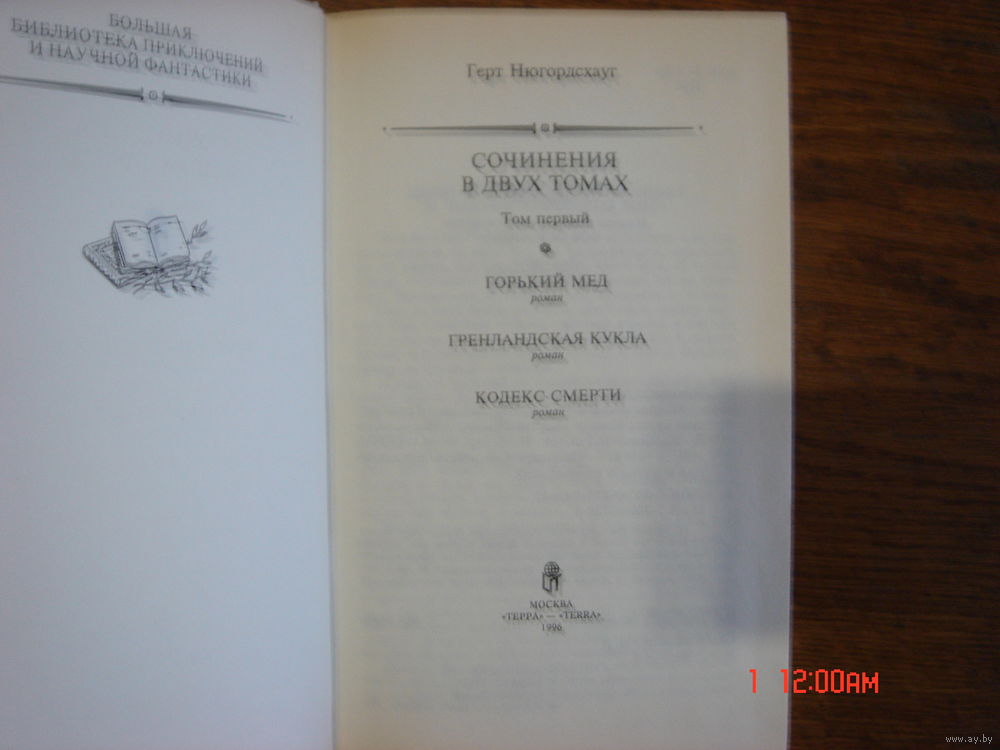 БОЛЬШАЯ
БИБЛИОТЕКА ПРИКЛЮЧЕНИЙ
И НАУЧНОЙ ФАНТАСТИКИ
Герт Нюгордсхауг
СОЧИНЕНИЯ
В ДВУХ ТОМАХ
Том первый
ГОРЬКИЙ МЕД
роман
ГРЕНЛАНДСКАЯ КУКЛА
роман
КОДЕКС СМЕРТИ
роман
МОСКВА
«ТЕРРА» — «TERRA»
1996
1 12:00AM
www.ay.by